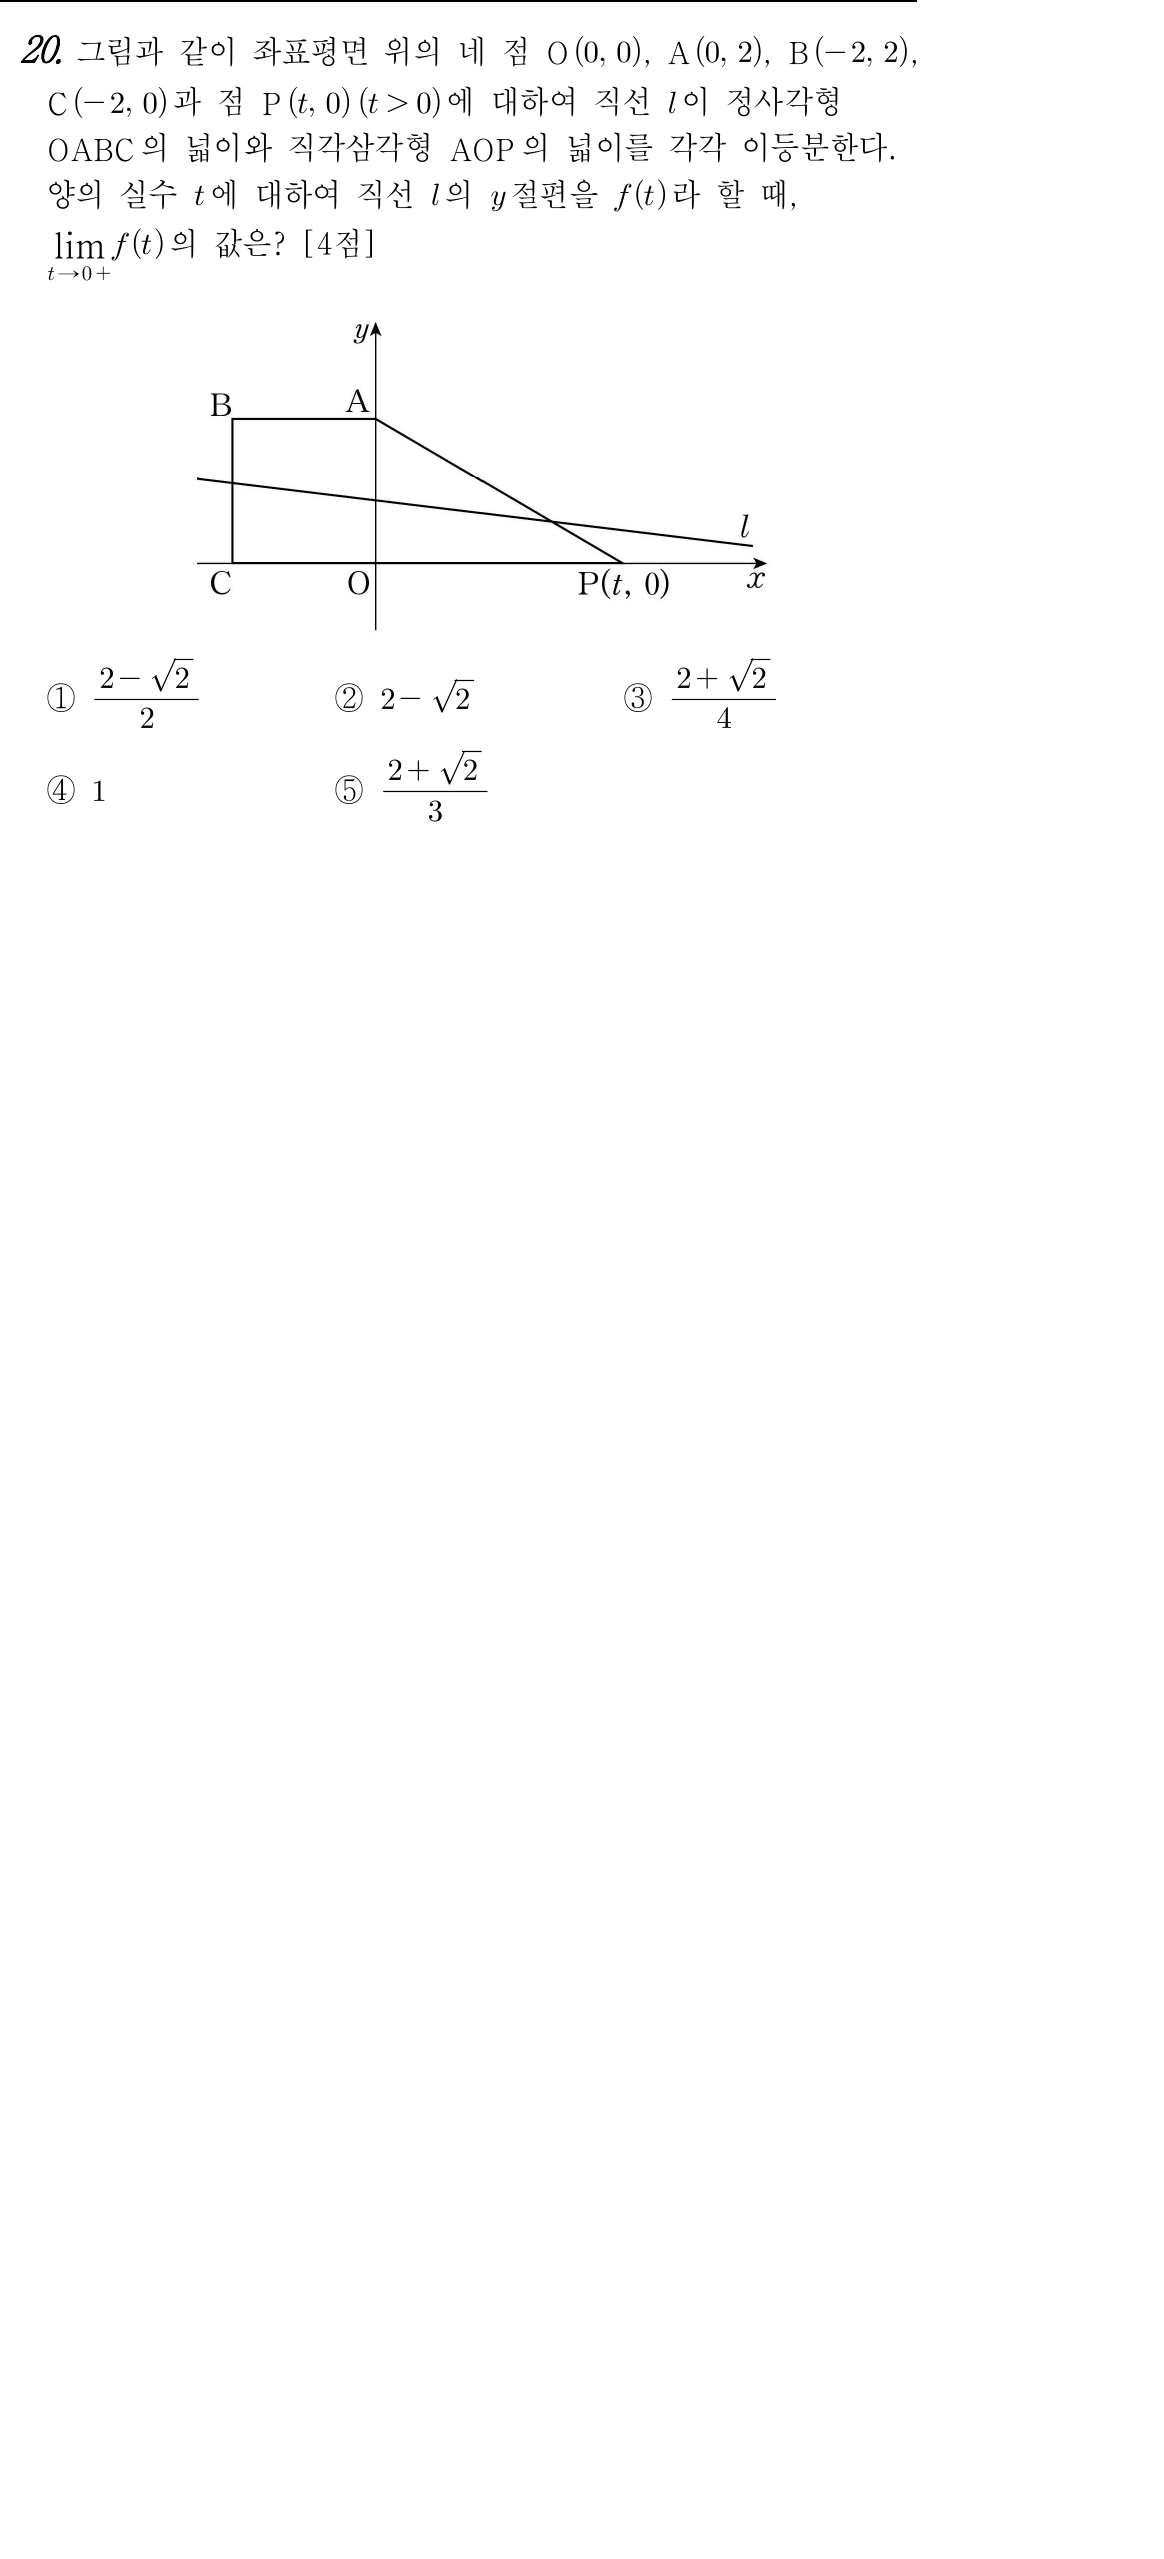 20. 그림과 같이 좌표평면 위의 네 점 O(0, 0), A(0, 2), B(−2, 2),
C(−2, 0)과 점 P(t, 0)(t>0)에 대하여 직선 l이 정사각형
OABC의 넓이와 직각삼각형 AOP의 넓이를 각각 이등분한다.
양의 실수 t에 대하여 직선 l의 y절편을 f(t)라 할 때,
lim f(t)의 값은? [4점]
t→0+
y
B A
l
C O P(t, 0) x
① (2−√2)/2 ② 2−√2 ③ (2+√2)/4
④ 1 ⑤ (2+√2)/3